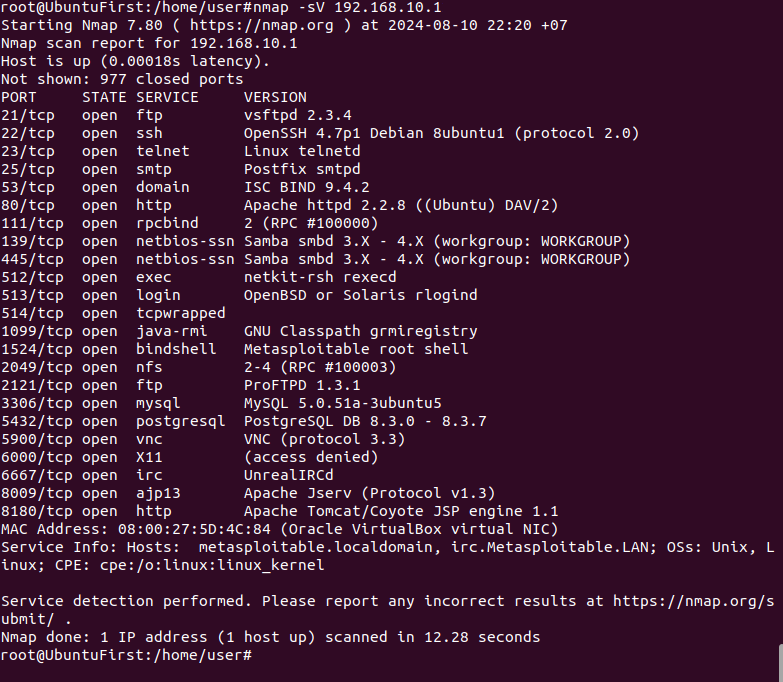 root@UbuntuFirst:/home/user#nmap -sV 192.168.10.1
Starting Nmap 7.80 ( https://nmap.org ) at 2024-08-10 22:20 +07
Nmap scan report for 192.168.10.1
Host is up (0.00018s latency).
Not shown: 977 closed ports
PORT     STATE SERVICE     VERSION
21/tcp   open  ftp         vsftpd 2.3.4
22/tcp   open  ssh         OpenSSH 4.7p1 Debian 8ubuntu1 (protocol 2.0)
23/tcp   open  telnet      Linux telnetd
25/tcp   open  smtp        Postfix smtpd
53/tcp   open  domain      ISC BIND 9.4.2
80/tcp   open  http        Apache httpd 2.2.8 ((Ubuntu) DAV/2)
111/tcp  open  rpcbind     2 (RPC #100000)
139/tcp  open  netbios-ssn Samba smbd 3.X - 4.X (workgroup: WORKGROUP)
445/tcp  open  netbios-ssn Samba smbd 3.X - 4.X (workgroup: WORKGROUP)
512/tcp  open  exec        netkit-rsh rexecd
513/tcp  open  login       OpenBSD or Solaris rlogind
514/tcp  open  tcpwrapped
1099/tcp open  java-rmi    GNU Classpath grmiregistry
1524/tcp open  bindshell   Metasploitable root shell
2049/tcp open  nfs         2-4 (RPC #100003)
2121/tcp open  ftp         ProFTPD 1.3.1
3306/tcp open  mysql       MySQL 5.0.51a-3ubuntu5
5432/tcp open  postgresql  PostgreSQL DB 8.3.0 - 8.3.7
5900/tcp open  vnc         VNC (protocol 3.3)
6000/tcp open  X11         (access denied)
6667/tcp open  irc         UnrealIRCd
8009/tcp open  ajp13       Apache Jserv (Protocol v1.3)
8180/tcp open  http        Apache Tomcat/Coyote JSP engine 1.1
MAC Address: 08:00:27:5D:4C:84 (Oracle VirtualBox virtual NIC)
Service Info: Hosts:  metasploitable.localdomain, irc.Metasploitable.LAN; OSs: Unix, L
inux; CPE: cpe:/o:linux:linux_kernel

Service detection performed. Please report any incorrect results at https://nmap.org/s
ubmit/ .
Nmap done: 1 IP address (1 host up) scanned in 12.28 seconds
root@UbuntuFirst:/home/user#